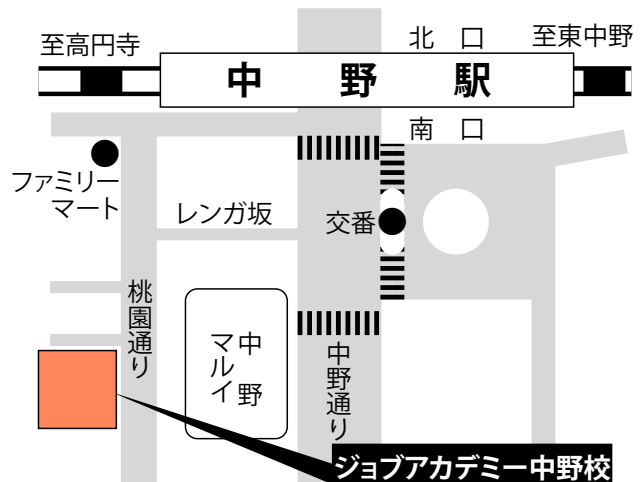 北口
至高円寺
至東中野
中野駅
南口
ファミリー
マート
レンガ坂
交番
桃園通り
中野
マルイ
中野通り
ジョブアカデミー中野校